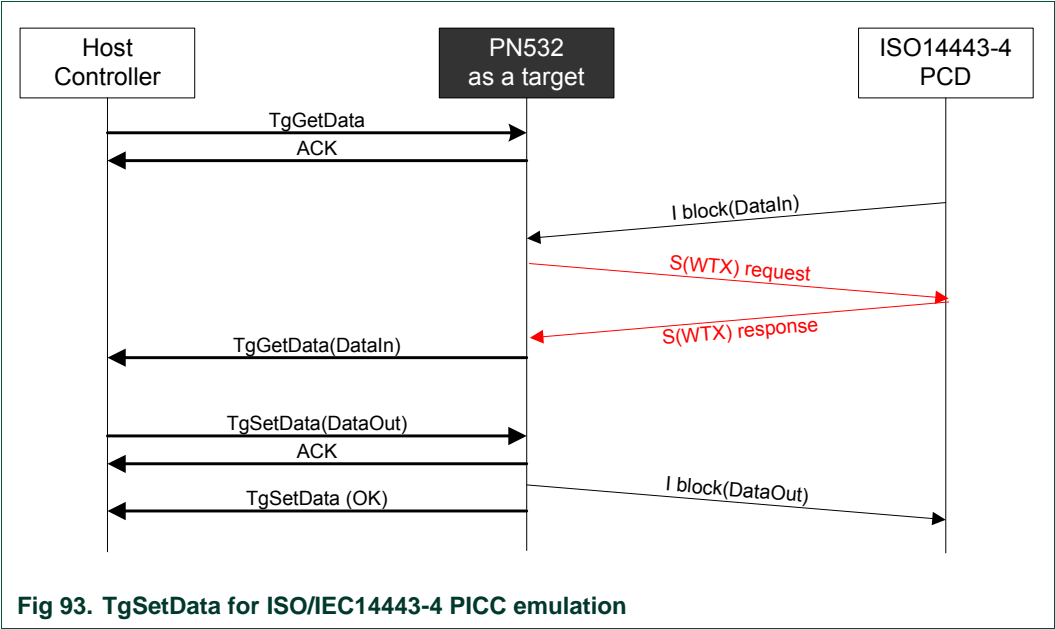 Host
Controller
PN532
as a target
ISO14443-4
PCD
TgGetData
ACK
I block(DataIn)
S(WTX) request
S(WTX) response
TgGetData(DataIn)
TgSetData(DataOut)
ACK
I block(DataOut)
TgSetData (OK)
Fig 93. TgSetData for ISO/IEC14443-4 PICC emulation